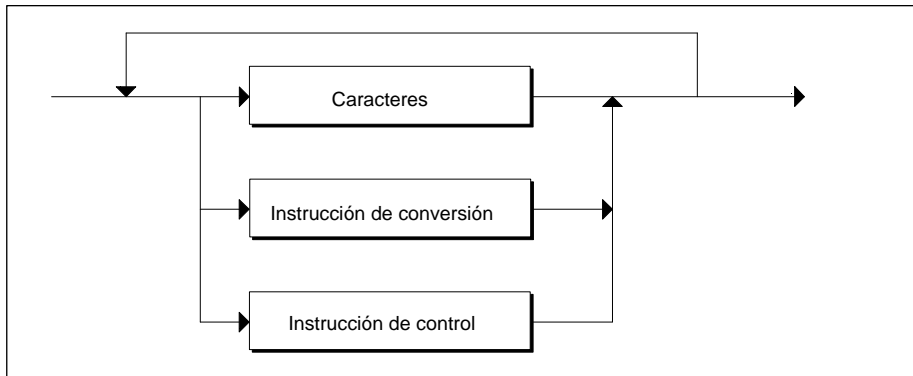 Caracteres
Instrucción de conversión
Instrucción de control